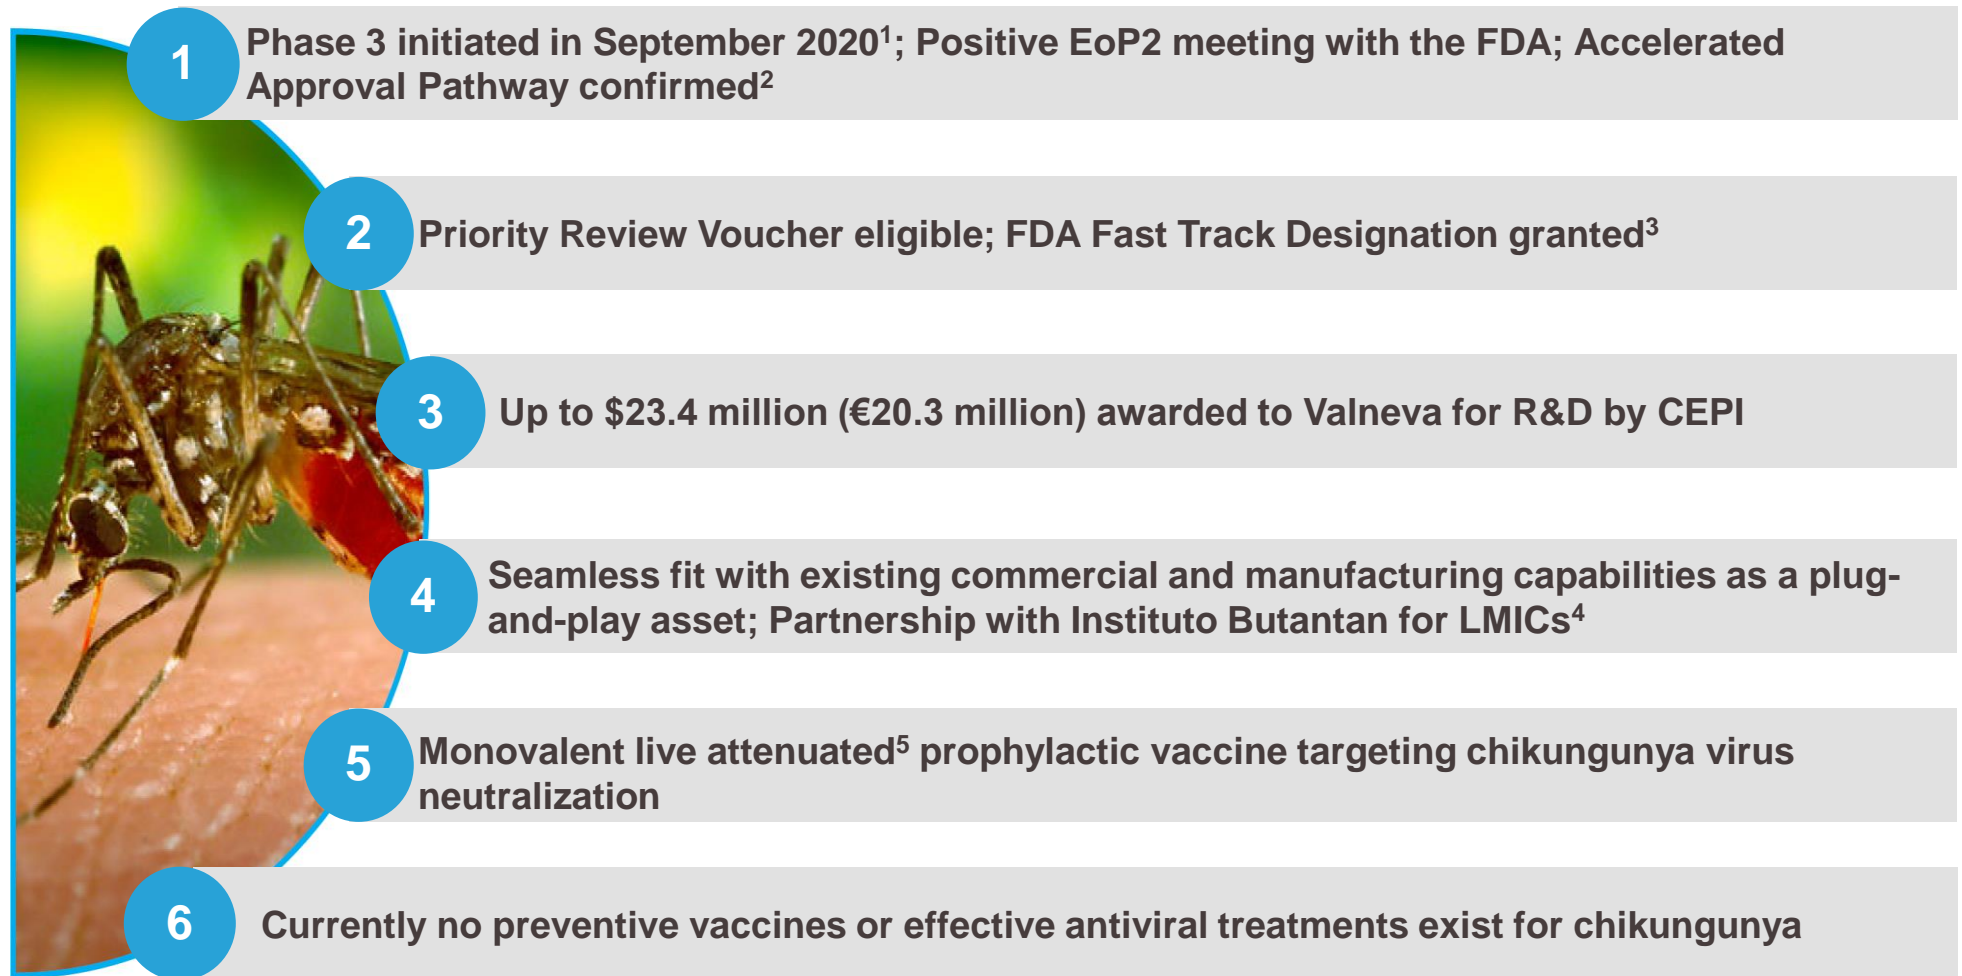 1
Phase 3 initiated in September 2020¹; Positive EoP2 meeting with the FDA; Accelerated
Approval Pathway confirmed²
2
Priority Review Voucher eligible; FDA Fast Track Designation granted³
3
Up to $23.4 million (€20.3 million) awarded to Valneva for R&D by CEPI
4
Seamless fit with existing commercial and manufacturing capabilities as a plug-
and-play asset; Partnership with Instituto Butantan for LMICs⁴
5
Monovalent live attenuated⁵ prophylactic vaccine targeting chikungunya virus
neutralization
6
Currently no preventive vaccines or effective antiviral treatments exist for chikungunya